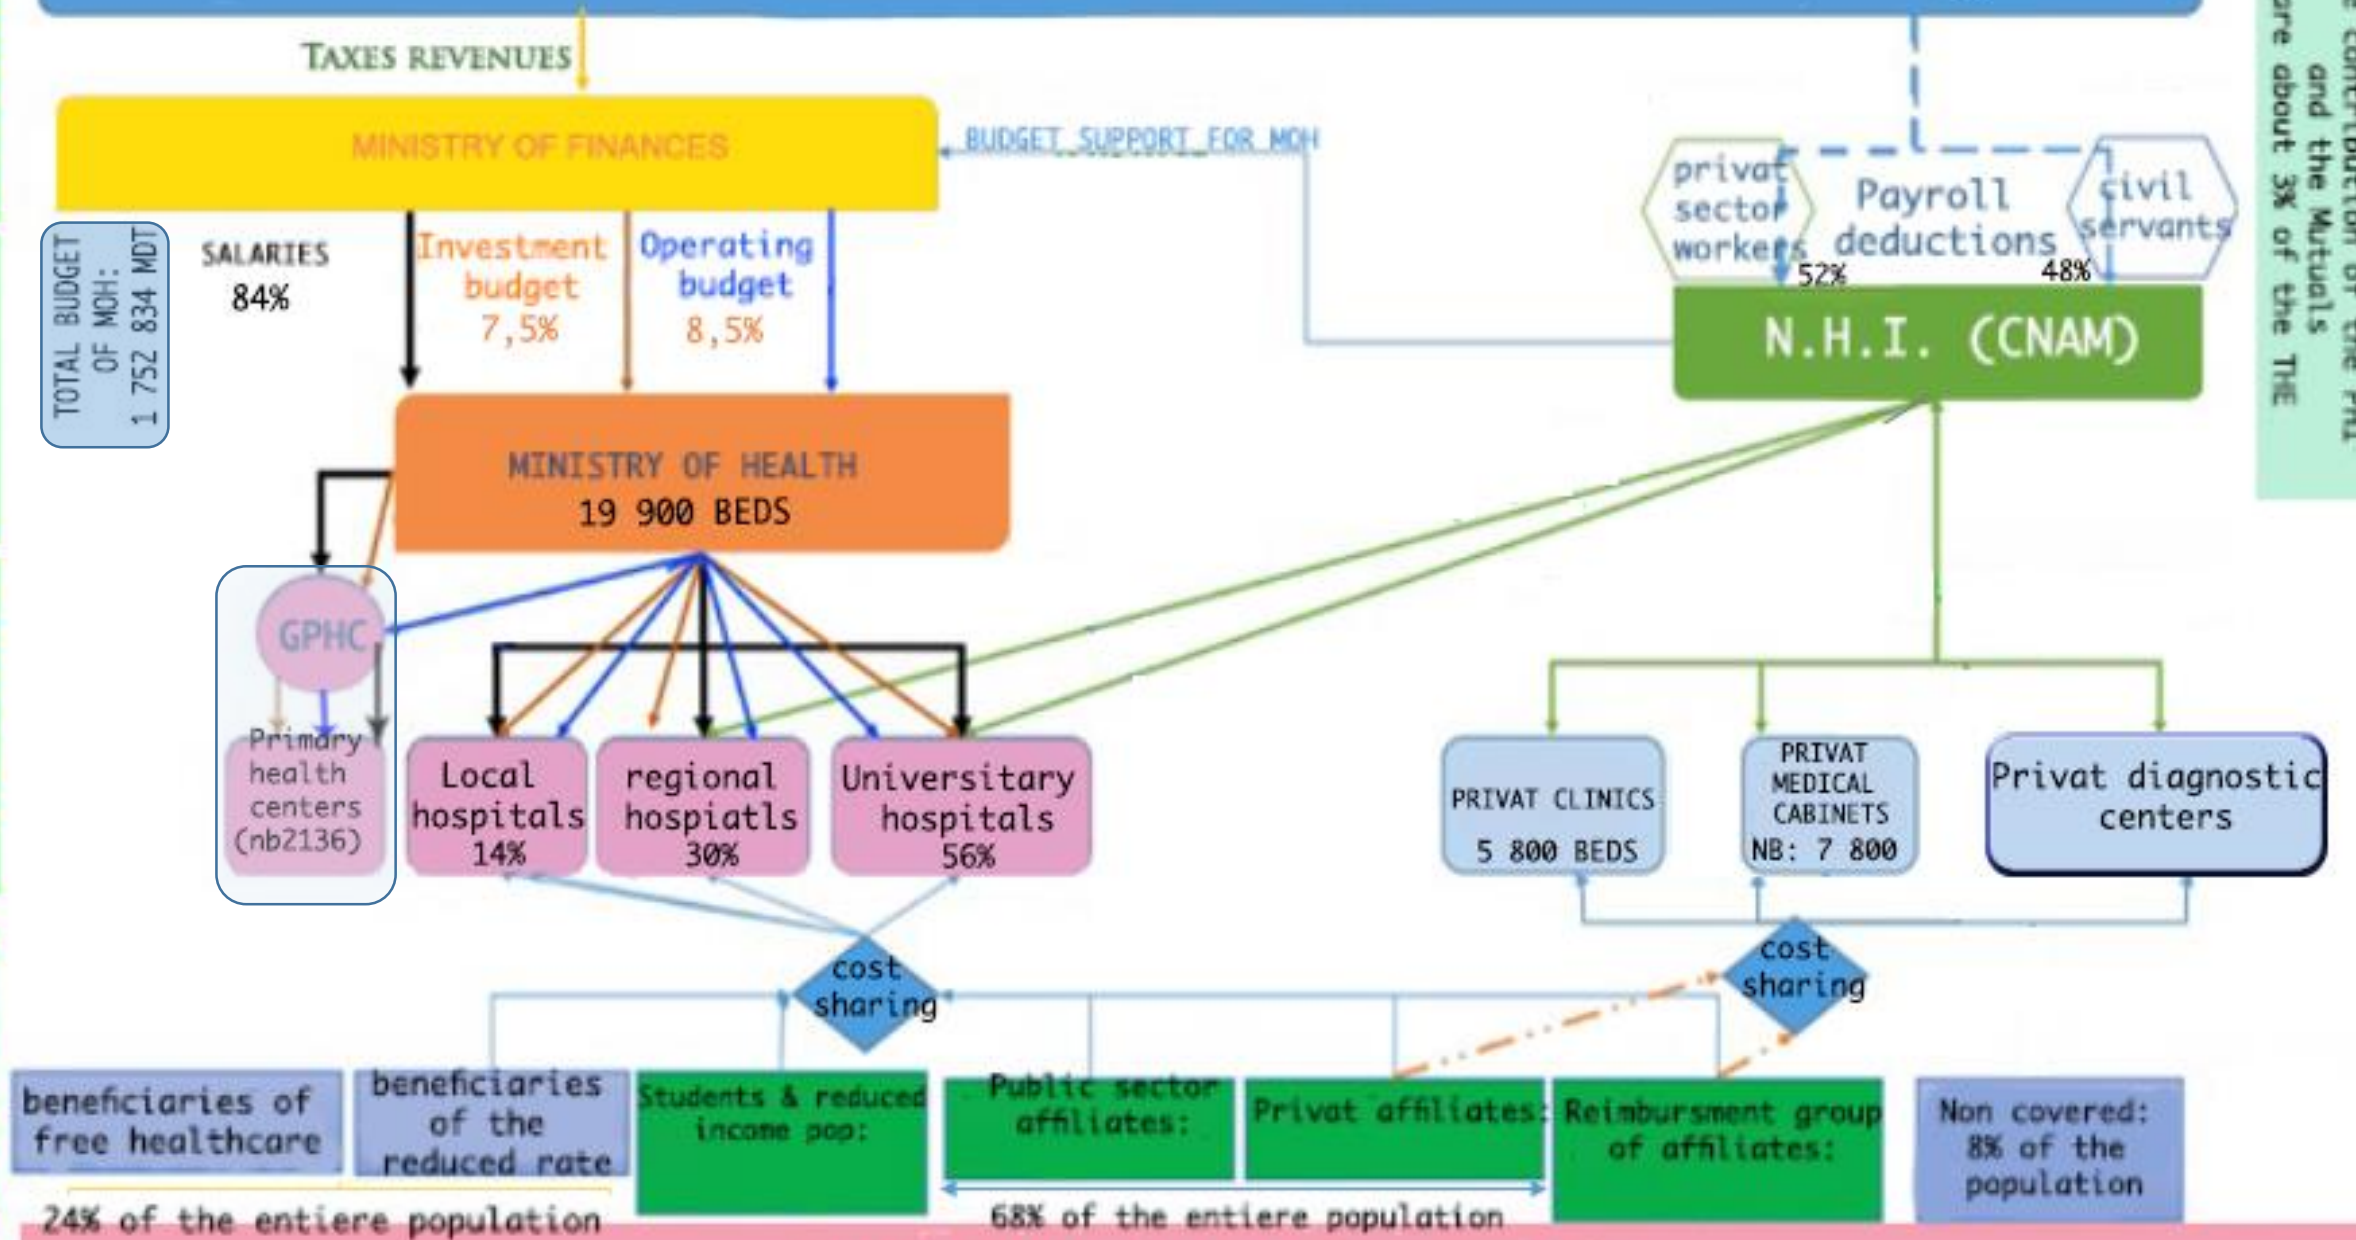 TAXES REVENUES
MINISTRY OF FINANCES
BUDGET SUPPORT FOR MOH
TOTAL BUDGET
OF MOH:
1 752 834 MDT
SALARIES
84%
Investment
budget
7,5%
Operating
budget
8,5%
privat
sector
workers
52%
Payroll
deductions
civil
servants
48%
N.H.I. (CNAM)
and the Mutuals
are about 3% of the THE
MINISTRY OF HEALTH
19 900 BEDS
GPHC
Primary
health
centers
(nb2136)
Local
hospitals
14%
regional
hospiatls
30%
Universitary
hospitals
56%
PRIVAT CLINICS
5 800 BEDS
PRIVAT
MEDICAL
CABINETS
NB: 7 800
Privat diagnostic
centers
cost
sharing
cost
sharing
beneficiaries of
free healthcare
beneficiaries
of the
reduced rate
Students & reduced
income pop:
Public sector
affiliates:
Privat affiliates:
Reimbursment group
of affiliates:
Non covered:
8% of the
population
24% of the entiere population
68% of the entiere population